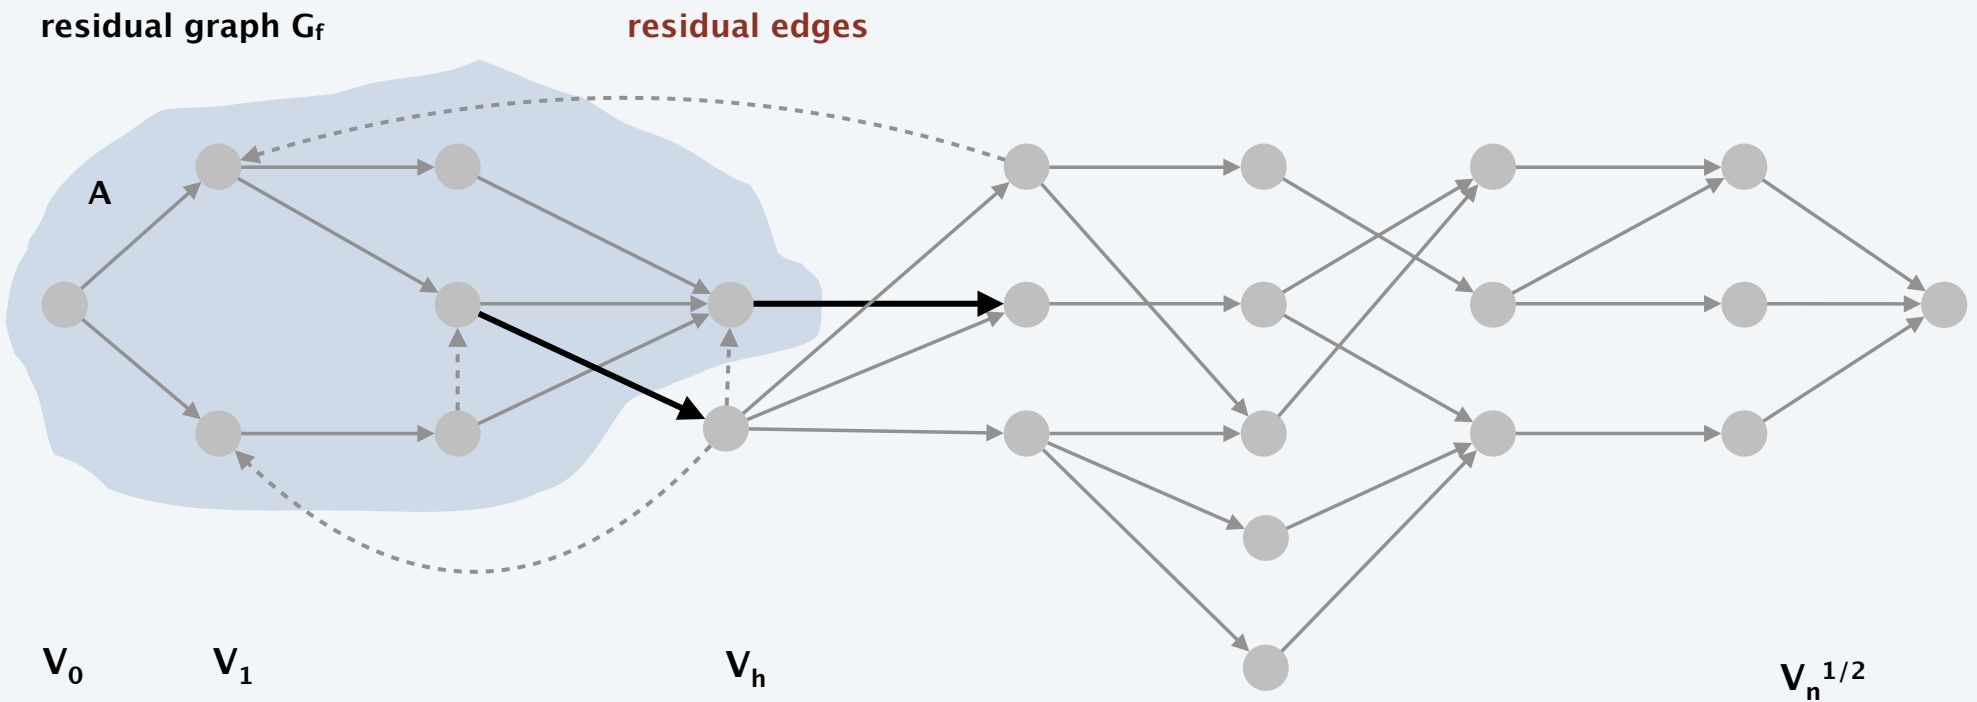 residual graph Gf
residual edges
A
V0
V1
Vh
Vn1/2